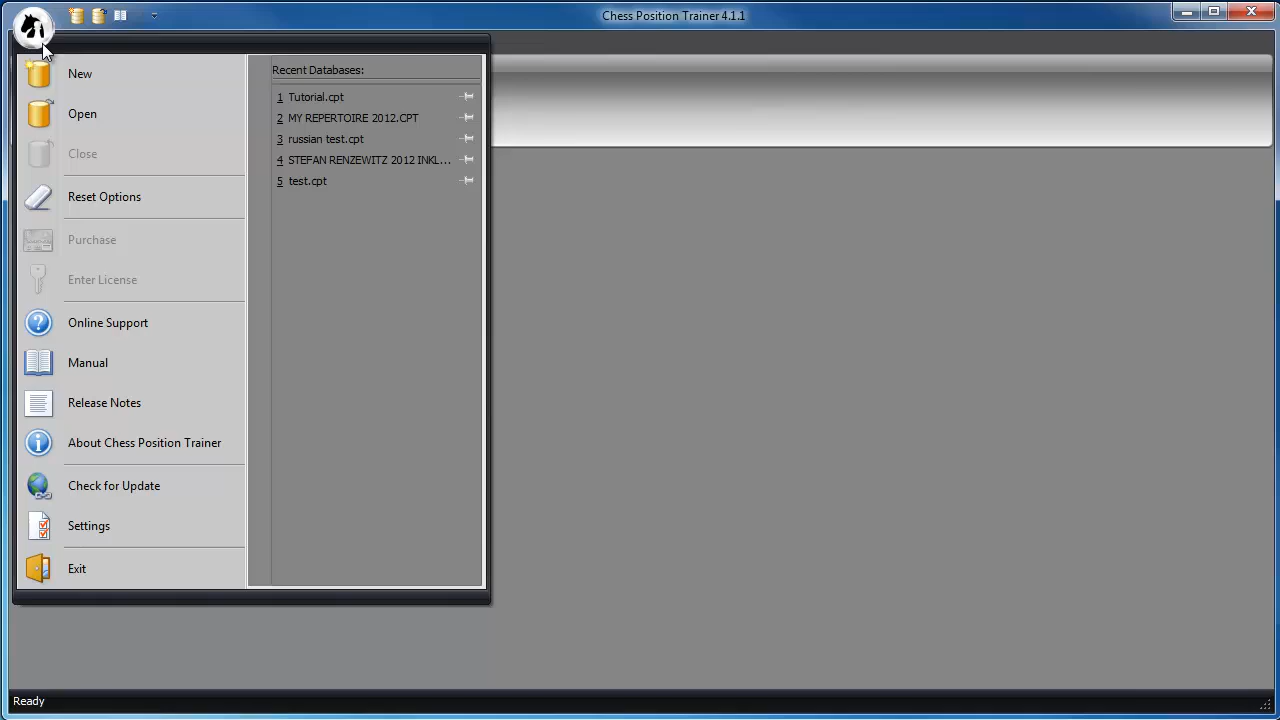 Chess Position Trainer 4.1.1
New
Open
Close
Reset Options
Purchase
Enter License
Online Support
Manual
Release Notes
About Chess Position Trainer
Check for Update
Settings
Exit
Recent Databases:
1 Tutorial.cpt
2 MY REPERTOIRE 2012.CPT
3 russian test.cpt
4 STEFAN RENZEWITZ 2012 INKL...
5 test.cpt
Ready